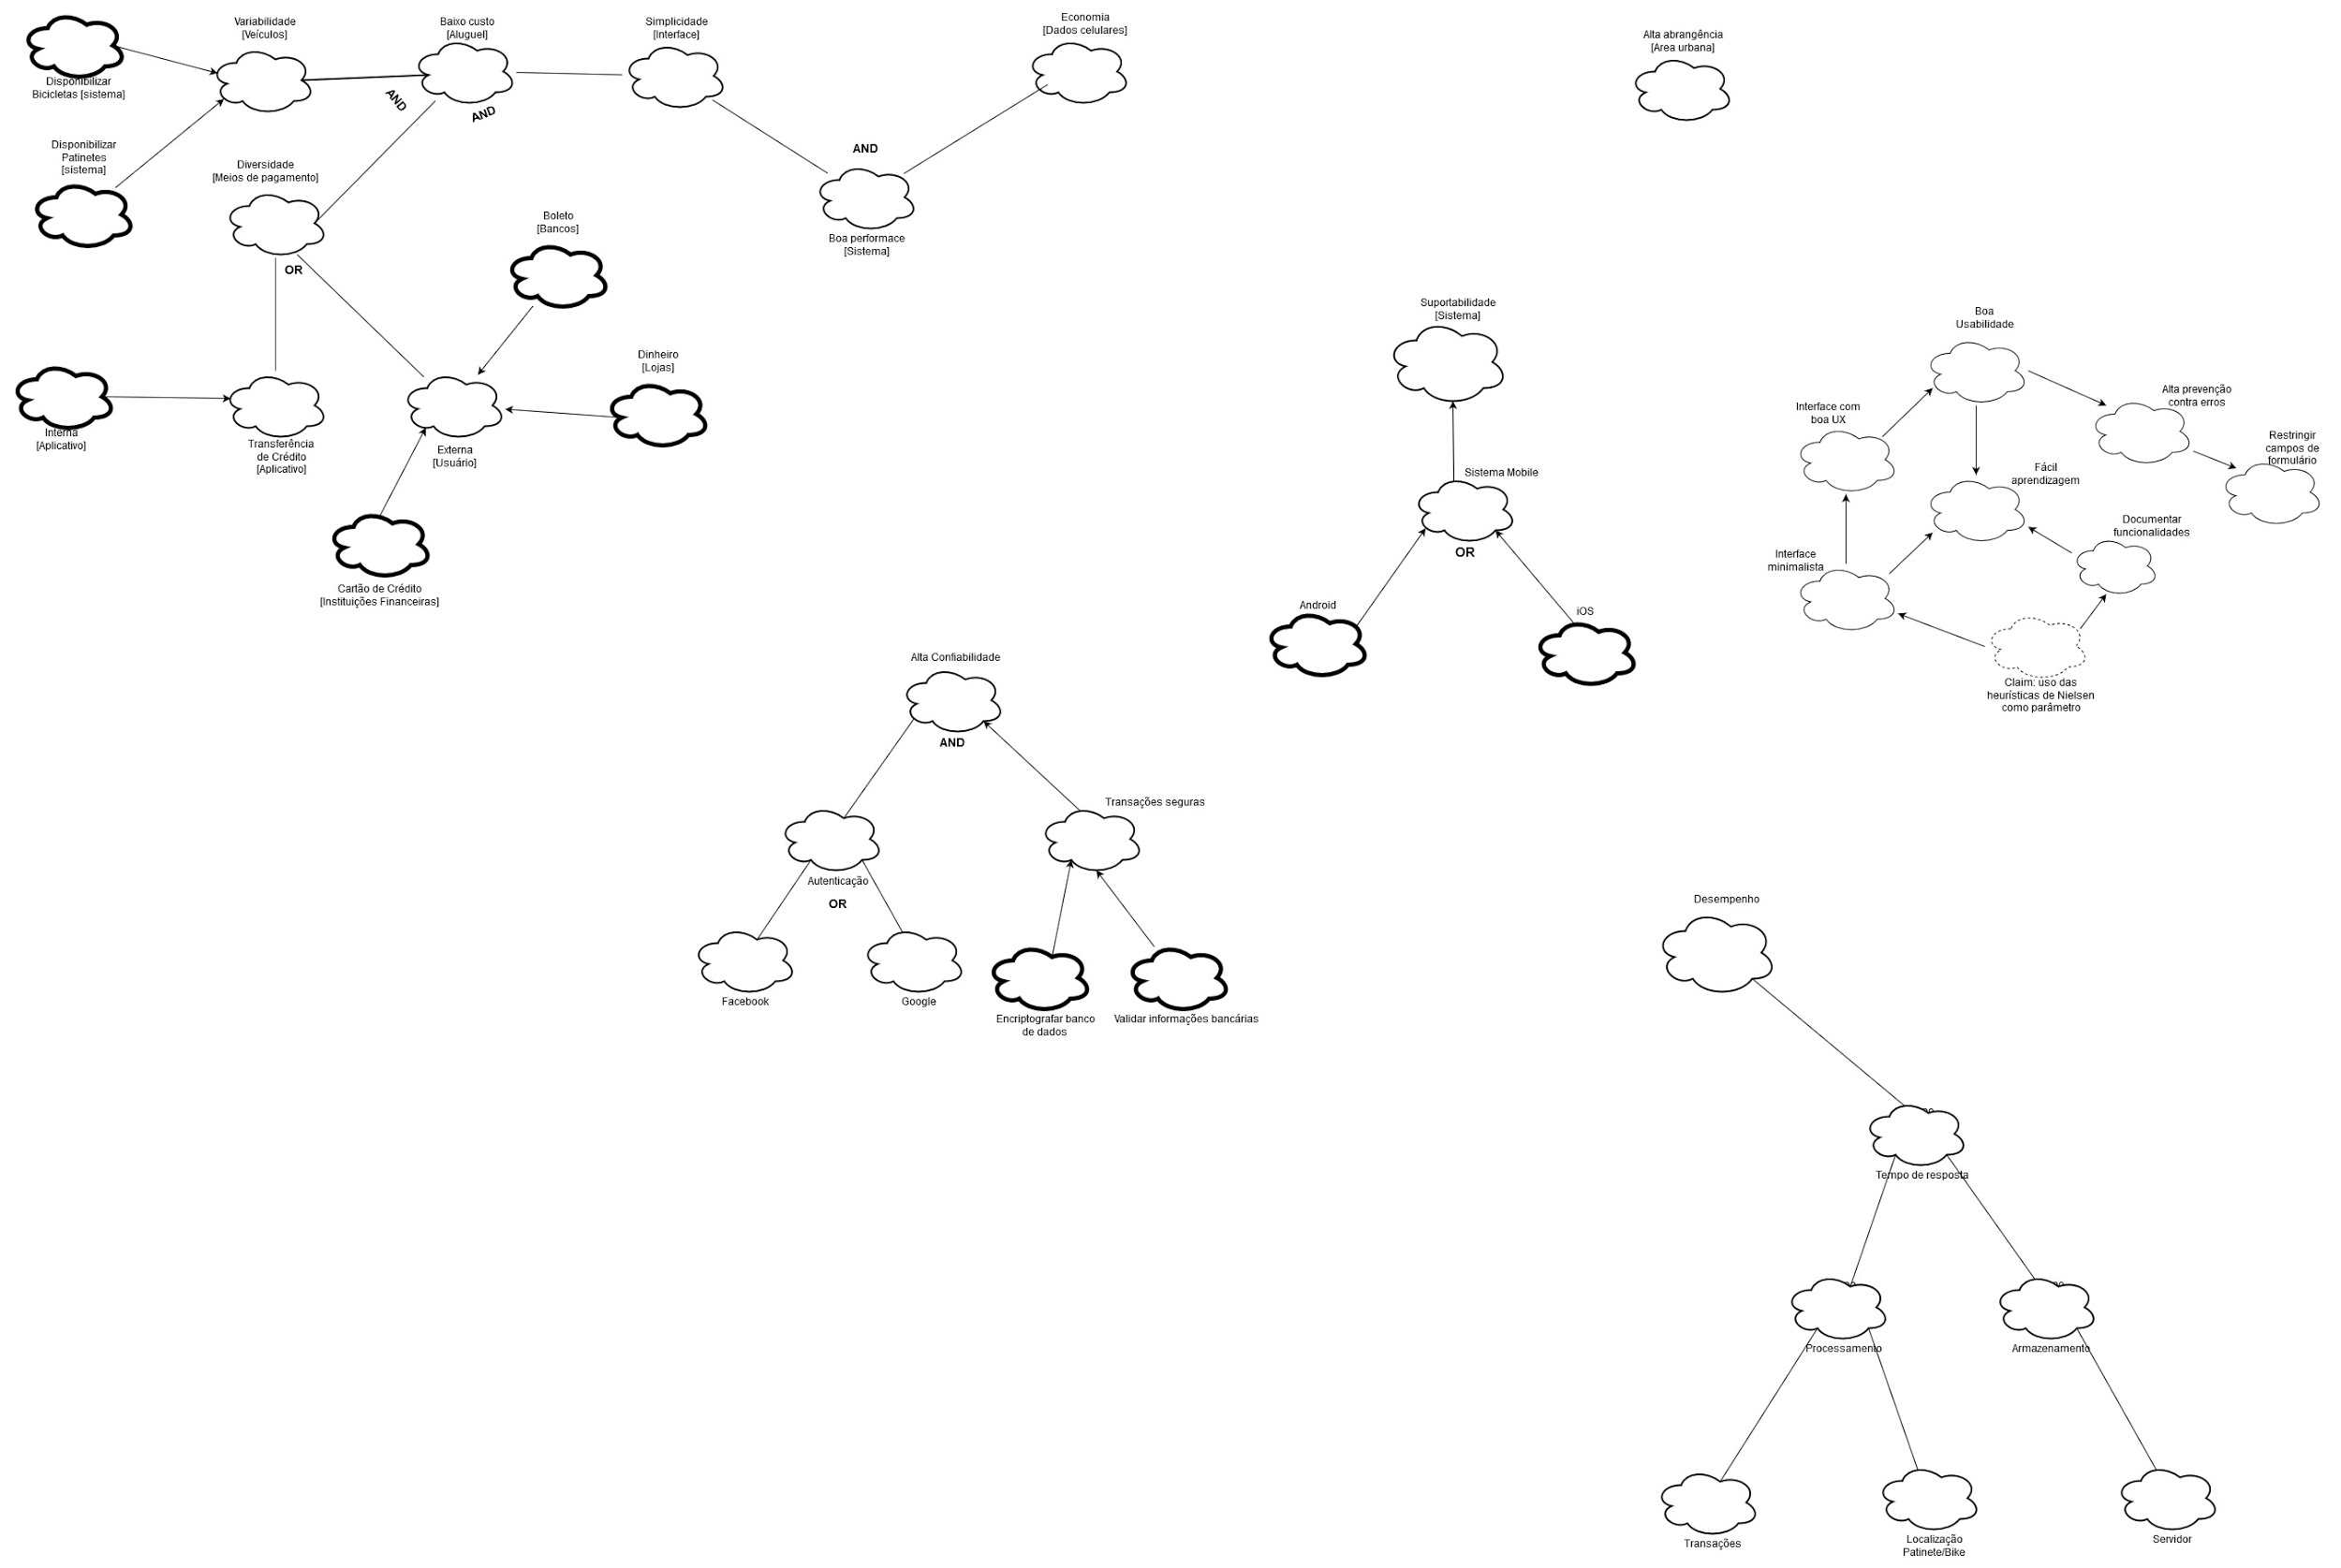 Variabilidade
[Veículos]
Baixo custo
[Aluguel]
Simplicidade
[Interface]
Economia
[Dados celulares]
Alta abrangência
[Area urbana]
Disponibilizar
Bicicletas [sistema]
AND
AND
Disponibilizar
Patinetes
[sistema]
Diversidade
[Meios de pagamento]
AND
Boa performace
[Sistema]
Boleto
[Bancos]
OR
Dinheiro
[Lojas]
Interna
[Aplicativo]
Transferência
de Crédito
[Aplicativo]
Externa
[Usuário]
Cartão de Crédito
[Instituições Financeiras]
Suportabilidade
[Sistema]
Sistema Mobile
OR
Android
iOS
Boa
Usabilidade
Alta prevenção
contra erros
Interface com
boa UX
Restringir
campos de
formulário
Fácil
aprendizagem
Documentar
funcionalidades
Interface
minimalista
Claim: uso das
heurísticas de Nielsen
como parâmetro
Alta Confiabilidade
AND
Transações seguras
Autenticação
OR
Facebook
Google
Encriptografar banco
de dados
Validar informações bancárias
Desempenho
Tempo de resposta
Processamento
Armazenamento
Transações
Localização
Patinete/Bike
Servidor